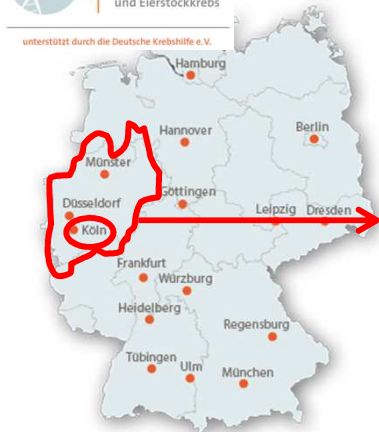 und Eierstockkrebs
unterstützt durch die Deutsche Krebshilfe e.V.
Hamburg
Berlin
Hannover
Münster
Göttingen
Düsseldorf
Leipzig Dresden
Köln
Frankfurt
Würzburg
Heidelberg
Regensburg
Tübingen
Ulm
München